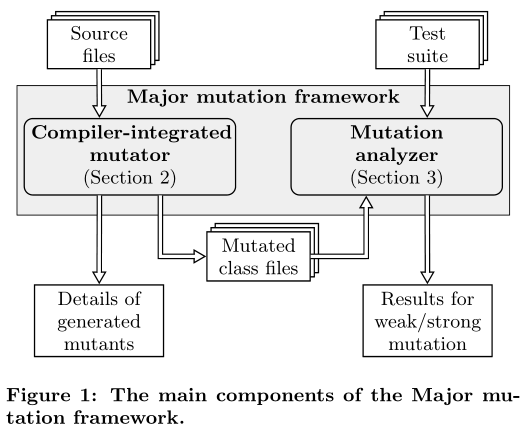 Source
files
Test
suite
Major mutation framework
Compiler-integrated
mutator
(Section 2)
Mutation
analyzer
(Section 3)
Mutated
class files
Details of
generated
mutants
Results for
weak/strong
mutation
Figure 1: The main components of the Major mu-
tation framework.